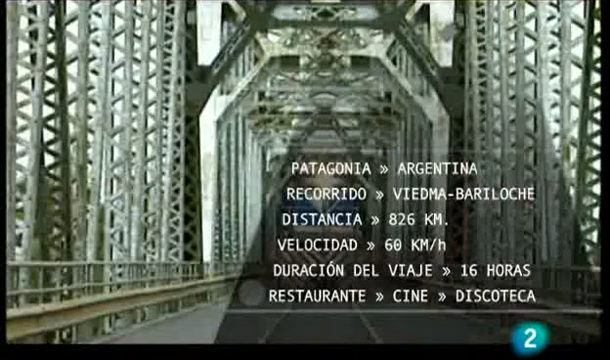 PATAGONIA » ARGENTINA
RECORRIDO » VIEDMA-BARILOCHE
DISTANCIA » 826 KM.
VELOCIDAD » 60 KM/h
DURACIÓN DEL VIAJE » 16 HORAS
RESTAURANTE » CINE » DISCOTECA
2